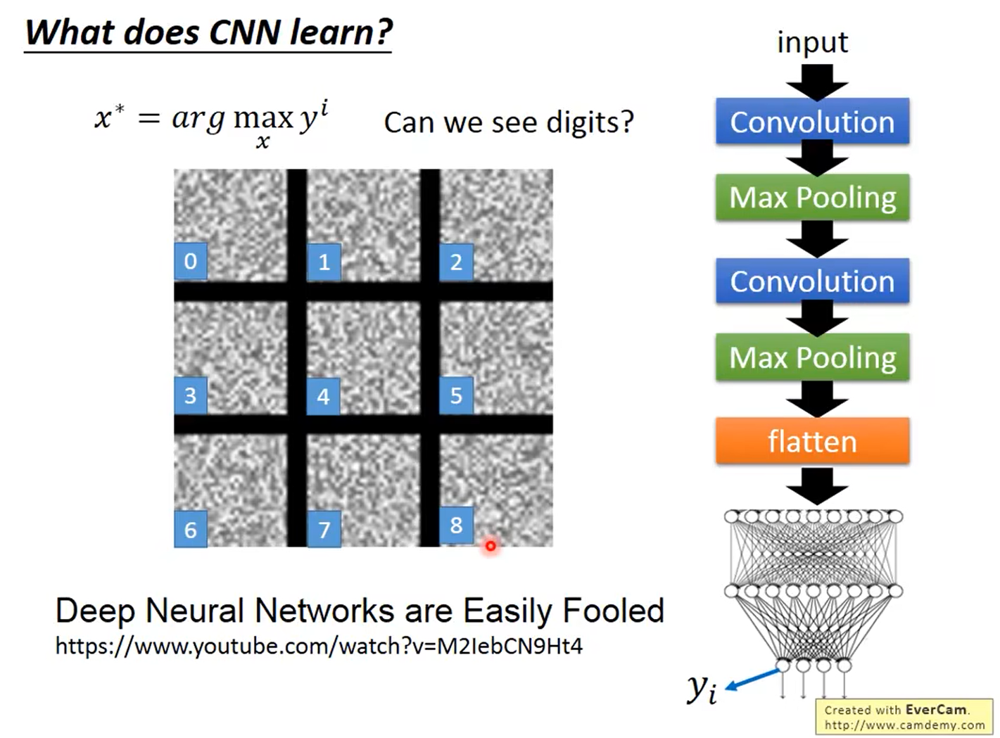 What does CNN learn?
x* = arg max y^i
x
Can we see digits?
0
1
2
3
4
5
6
7
8
Deep Neural Networks are Easily Fooled
https://www.youtube.com/watch?v=M2IebCN9Ht4
input
Convolution
Max Pooling
Convolution
Max Pooling
flatten
y_i
Created with EverCam.
http://www.camdemy.com